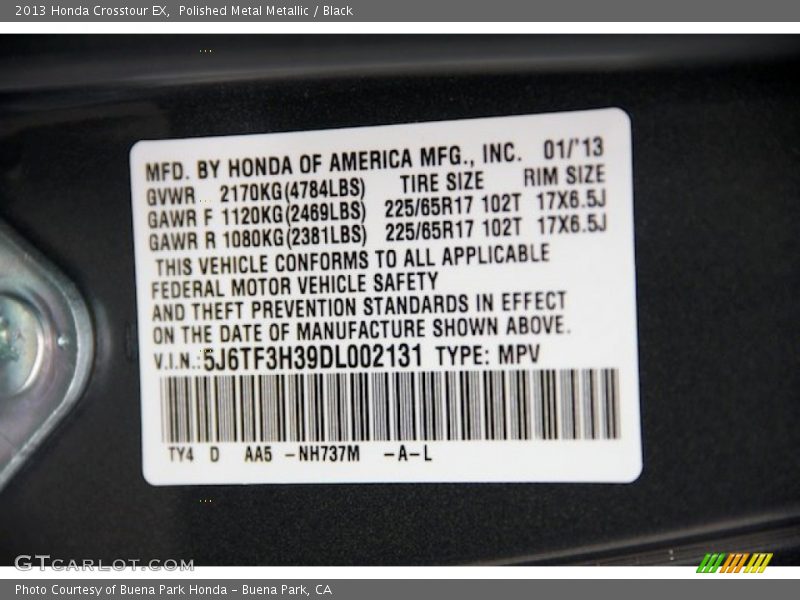 2013 Honda Crosstour EX, Polished Metal Metallic / Black
MFD. BY HONDA OF AMERICA MFG., INC. 01/'13
GVWR 2170KG(4784LBS) TIRE SIZE RIM SIZE
GAWR F 1120KG(2469LBS) 225/65R17 102T 17X6.5J
GAWR R 1080KG(2381LBS) 225/65R17 102T 17X6.5J
THIS VEHICLE CONFORMS TO ALL APPLICABLE
FEDERAL MOTOR VEHICLE SAFETY
AND THEFT PREVENTION STANDARDS IN EFFECT
ON THE DATE OF MANUFACTURE SHOWN ABOVE.
V.I.N.:5J6TF3H39DL002131 TYPE: MPV
TY4 D AA5 -NH737M -A-L
GTCarLot.com
Photo Courtesy of Buena Park Honda - Buena Park, CA